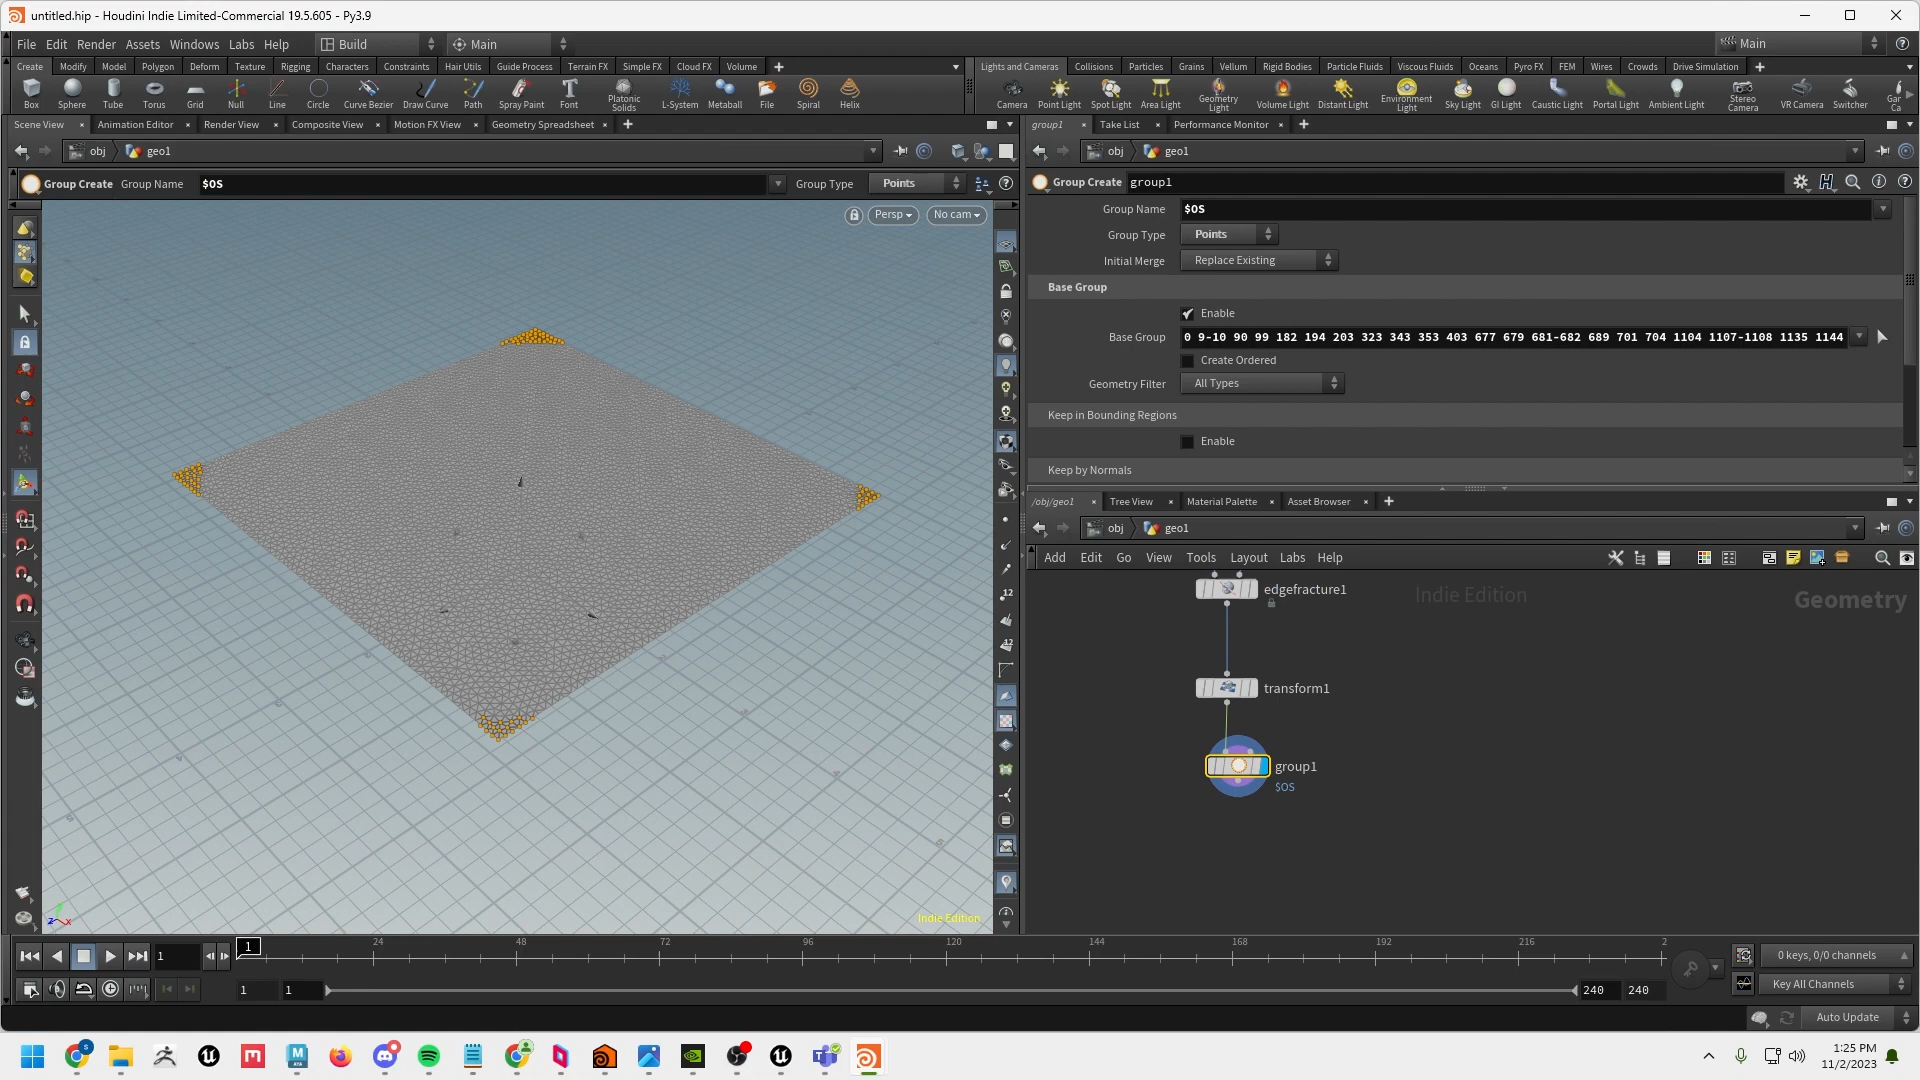 untitled.hip - Houdini Indie Limited-Commercial 19.5.605 - Py3.9
File Edit Render Assets Windows Labs Help Build Main Main
Create Modify Model Polygon Deform Texture Rigging Characters Constraints Hair Utils Guide Process Terrain FX Simple FX Cloud FX Volume
Lights and Cameras Collisions Particles Grains Vellum Rigid Bodies Particle Fluids Viscous Fluids Oceans Pyro FX FEM Wires Crowds Drive Simulation
Box Sphere Tube Torus Grid Null Line Circle Curve Bezier Draw Curve Path Spray Paint Font Platonic Solids L-System Metaball File Spiral Helix
Camera Point Light Spot Light Area Light Geometry Light Volume Light Distant Light Environment Light Sky Light GI Light Caustic Light Portal Light Ambient Light Stereo Camera VR Camera Switcher Gar Ca
Scene View Animation Editor Render View Composite View Motion FX View Geometry Spreadsheet
group1 Take List Performance Monitor
obj geo1
obj geo1
Group Create Group Name $OS Group Type Points
Group Create group1
Persp No cam
Group Name $OS
Group Type Points
Initial Merge Replace Existing
Base Group
Enable
Base Group 0 9-10 90 99 182 194 203 323 343 353 403 677 679 681-682 689 701 704 1104 1107-1108 1135 1144
Create Ordered
Geometry Filter All Types
Keep in Bounding Regions
Enable
Keep by Normals
/obj/geo1 Tree View Material Palette Asset Browser
obj geo1
Add Edit Go View Tools Layout Labs Help
12
12
edgefracture1
Indie Edition
Geometry
transform1
group1
$OS
z x
Indie Edition
1 1 24 48 72 96 120 144 168 192 216 2
0 keys, 0/0 channels
1 1 240 240
Key All Channels
Auto Update
1:25 PM
11/2/2023